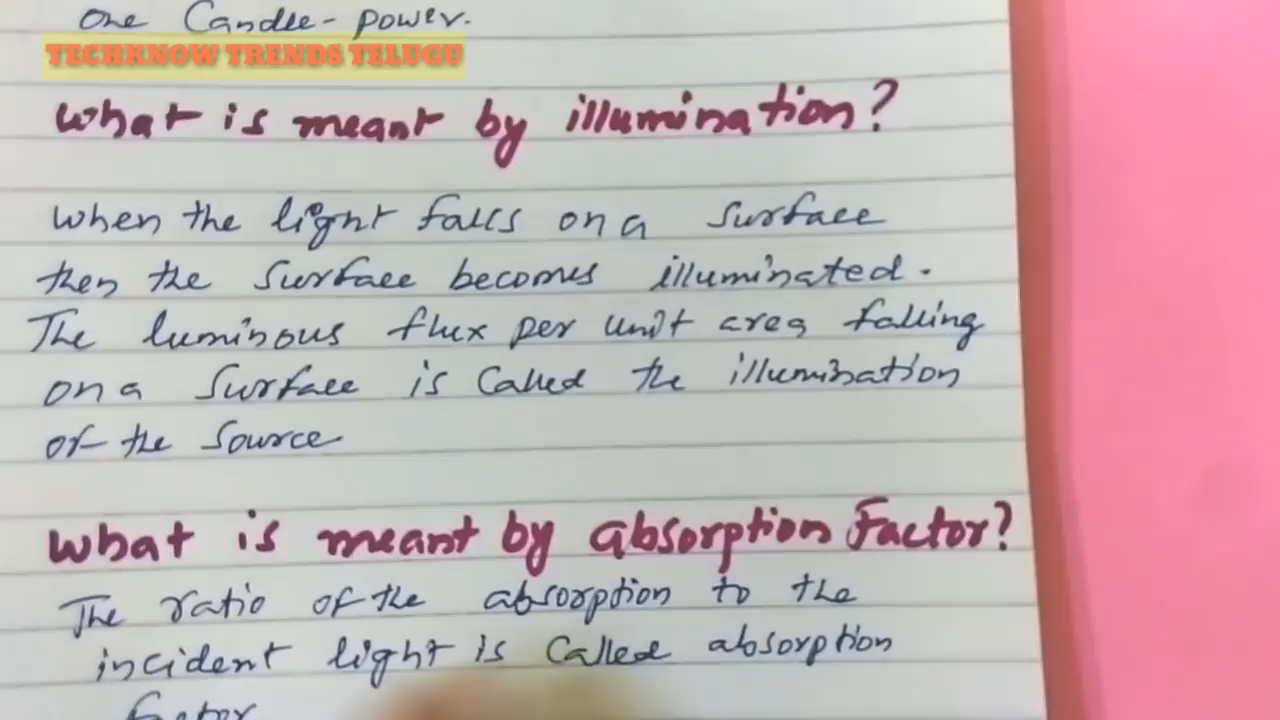 one Candle-power.
TECHKNOW TRENDS TELUGU
what is meant by illumination?
when the light falls on a surface
then the surface becomes illuminated.
The luminous flux per unit area falling
on a surface is called the illumination
of the source
what is meant by absorption Factor?
The ratio of the absorption to the
incident light is called absorption
factor